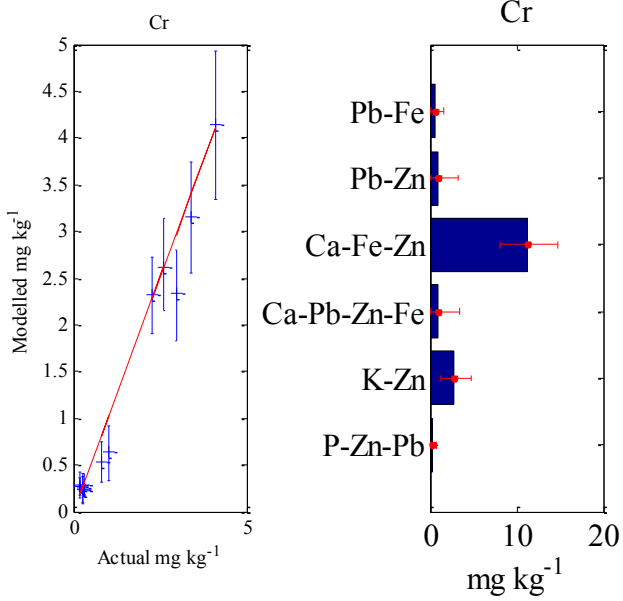 Cr
5
4.5
4
3.5
3
2.5
2
1.5
1
0.5
0
0 5
Modelled mg kg⁻¹
Actual mg kg⁻¹
Cr
Pb-Fe
Pb-Zn
Ca-Fe-Zn
Ca-Pb-Zn-Fe
K-Zn
P-Zn-Pb
0 10 20
mg kg⁻¹